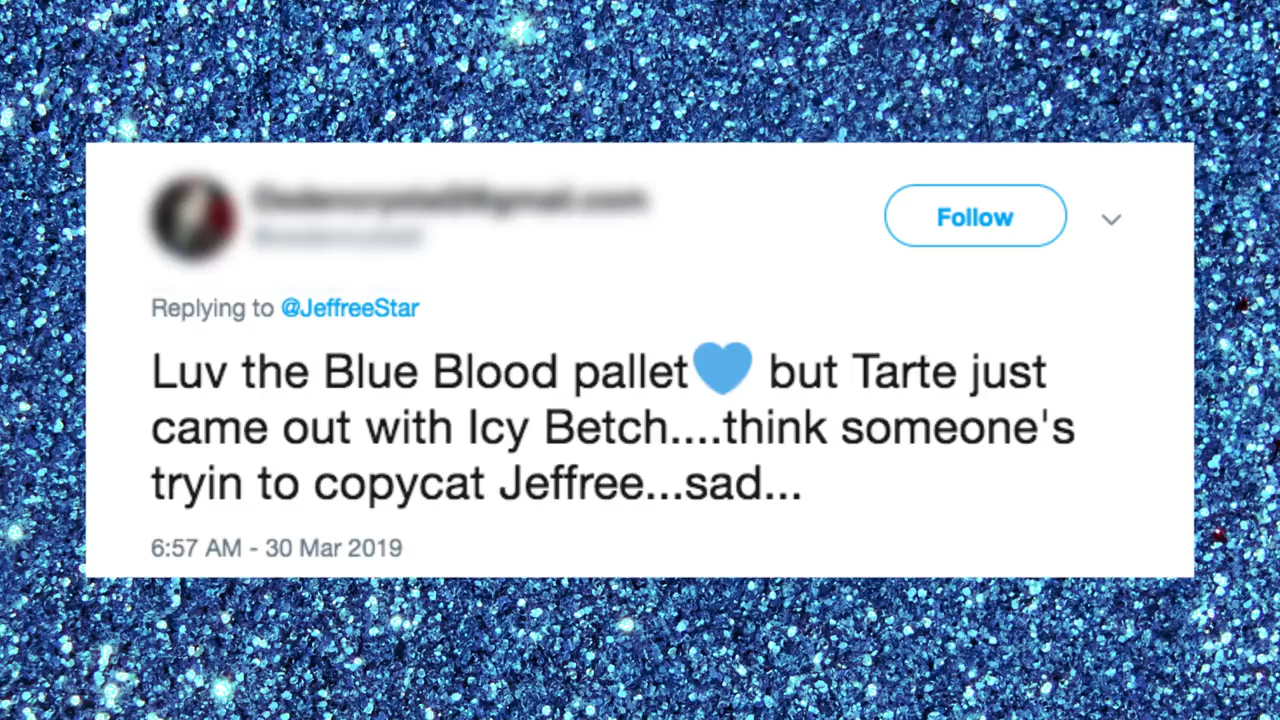 Follow
Replying to @JeffreeStar
Luv the Blue Blood pallet💙 but Tarte just
came out with Icy Betch....think someone's
tryin to copycat Jeffree...sad...
6:57 AM - 30 Mar 2019